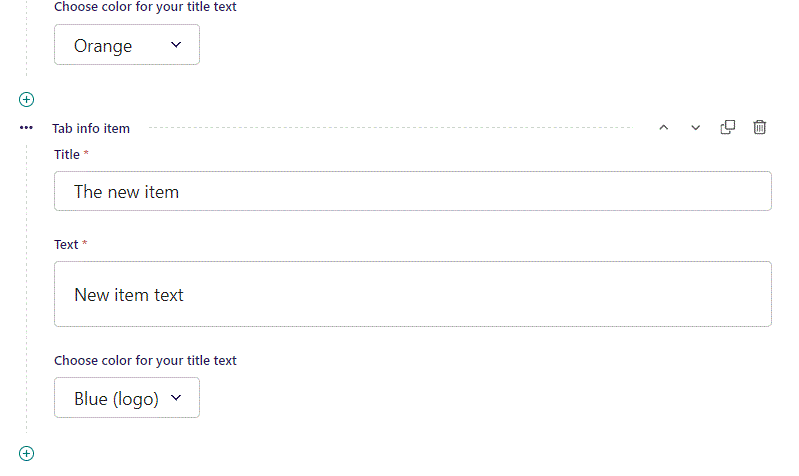 Choose color for your title text
Orange
Tab info item
Title *
The new item
Text *
New item text
Choose color for your title text
Blue (logo)